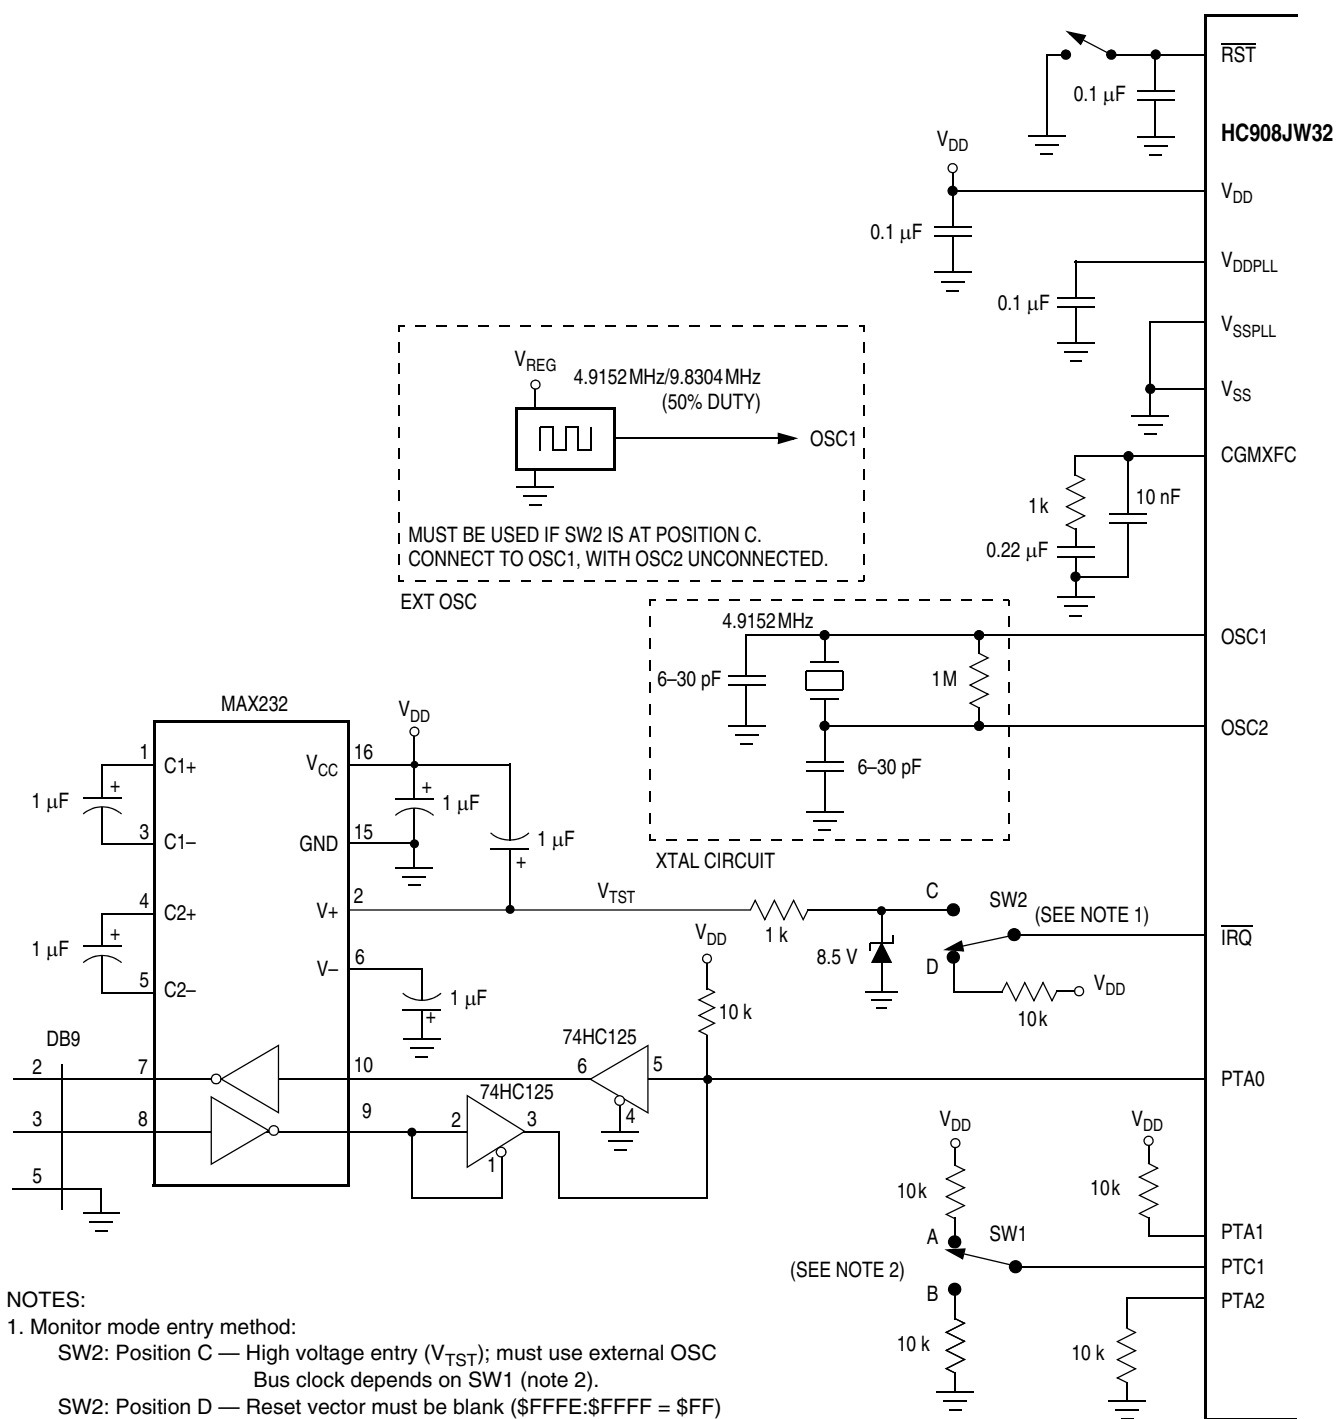 RST
0.1 µF
HC908JW32
VDD
VDD
0.1 µF
VDDPLL
0.1 µF
VSSPLL
VREG
4.9152 MHz/9.8304 MHz
(50% DUTY)
VSS
OSC1
CGMXFC
1 k
10 nF
MUST BE USED IF SW2 IS AT POSITION C.
CONNECT TO OSC1, WITH OSC2 UNCONNECTED.
0.22 µF
EXT OSC
4.9152 MHz
OSC1
6–30 pF
1 M
MAX232
VDD
OSC2
1
C1+
VCC
16
6–30 pF
1 µF
+
+
1 µF
3
C1–
GND
15
1 µF
+
XTAL CIRCUIT
4
C2+
V+
2
VTST
1 k
C
SW2
(SEE NOTE 1)
1 µF
+
VDD
8.5 V
D
IRQ
5
C2–
V–
6
1 µF
+
10 k
VDD
10 k
DB9
74HC125
2
7
10
6
5
PTA0
74HC125
4
3
8
9
2
3
1
VDD
VDD
5
10 k
10 k
A
SW1
PTA1
(SEE NOTE 2)
PTC1
B
PTA2
10 k
10 k
NOTES:
1. Monitor mode entry method:
SW2: Position C — High voltage entry (VTST); must use external OSC
Bus clock depends on SW1 (note 2).
SW2: Position D — Reset vector must be blank ($FFFE:$FFFF = $FF)